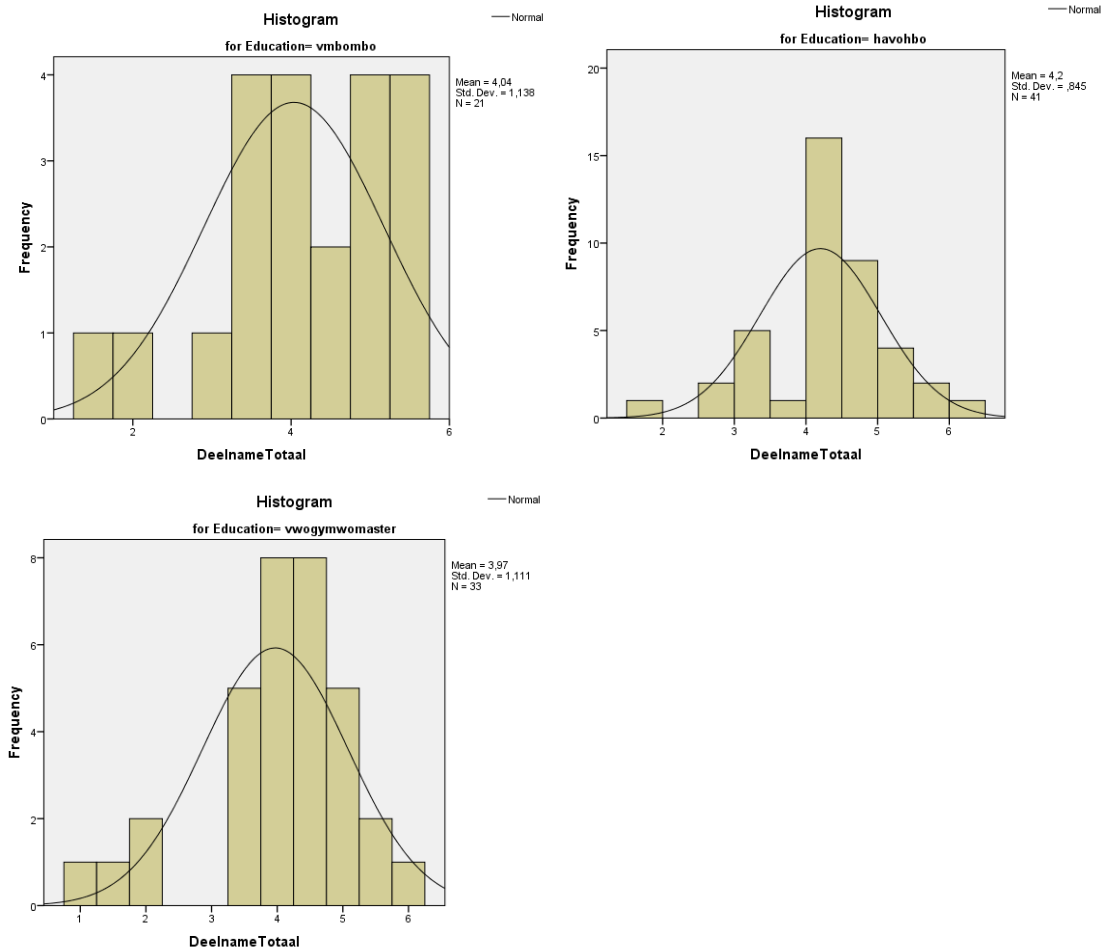 Histogram
Normal
for Education= vmbombo
Mean = 4,04
Std. Dev. = 1,138
N = 21
4
3
2
1
0
Frequency
2
4
6
DeelnameTotaal
Histogram
Normal
for Education= havohbo
Mean = 4,2
Std. Dev. = ,845
N = 41
20
15
10
5
0
Frequency
2
3
4
5
6
DeelnameTotaal
Histogram
Normal
for Education= vwogymwomaster
Mean = 3,97
Std. Dev. = 1,111
N = 33
8
6
4
2
0
Frequency
1
2
3
4
5
6
DeelnameTotaal